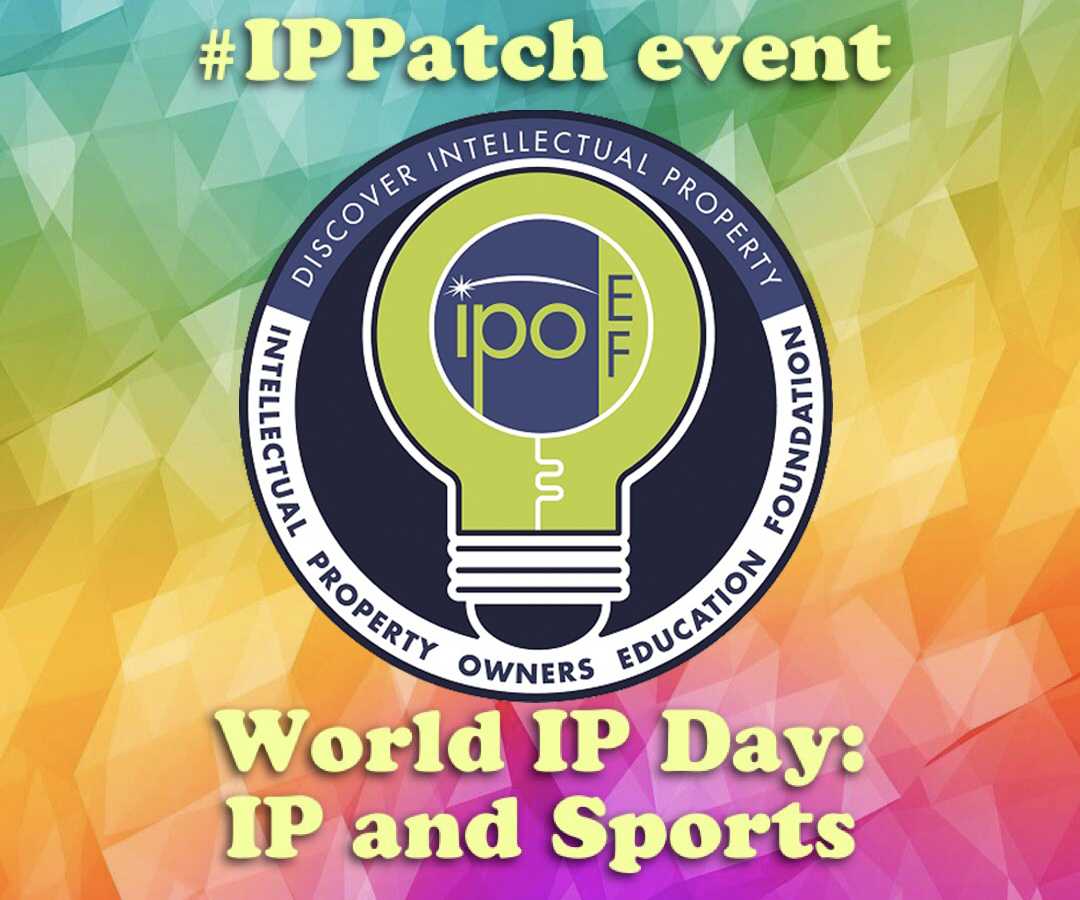 #IPPatch event
DISCOVER INTELLECTUAL PROPERTY
ipo
EF
INTELLECTUAL PROPERTY OWNERS EDUCATION FOUNDATION
World IP Day:
IP and Sports